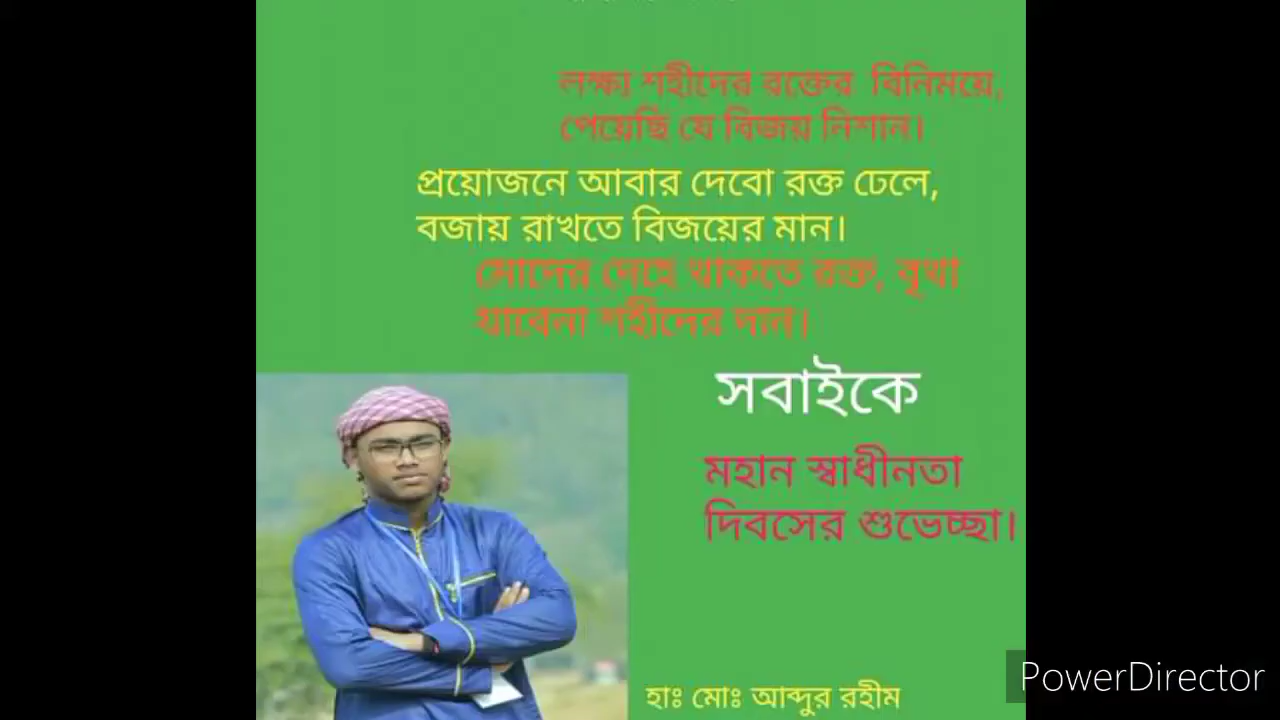 লক্ষ্য শহীদের রক্তের বিনিময়ে,
পেয়েছি যে বিজয় নিশান।
প্রয়োজনে আবার দেবো রক্ত ঢেলে,
বজায় রাখতে বিজয়ের মান।
মোদের দেহে থাকতে রক্ত, বৃথা
যাবেনা শহীদের দান্।
সবাইকে
মহান স্বাধীনতা
দিবসের শুভেচ্ছা।
হাঃ মোঃ আব্দুর রহীম
PowerDirector